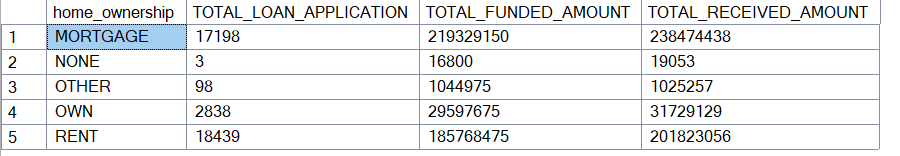 home_ownership TOTAL_LOAN_APPLICATION TOTAL_FUNDED_AMOUNT TOTAL_RECEIVED_AMOUNT
1 MORTGAGE 17198 219329150 238474438
2 NONE 3 16800 19053
3 OTHER 98 1044975 1025257
4 OWN 2838 29597675 31729129
5 RENT 18439 185768475 201823056